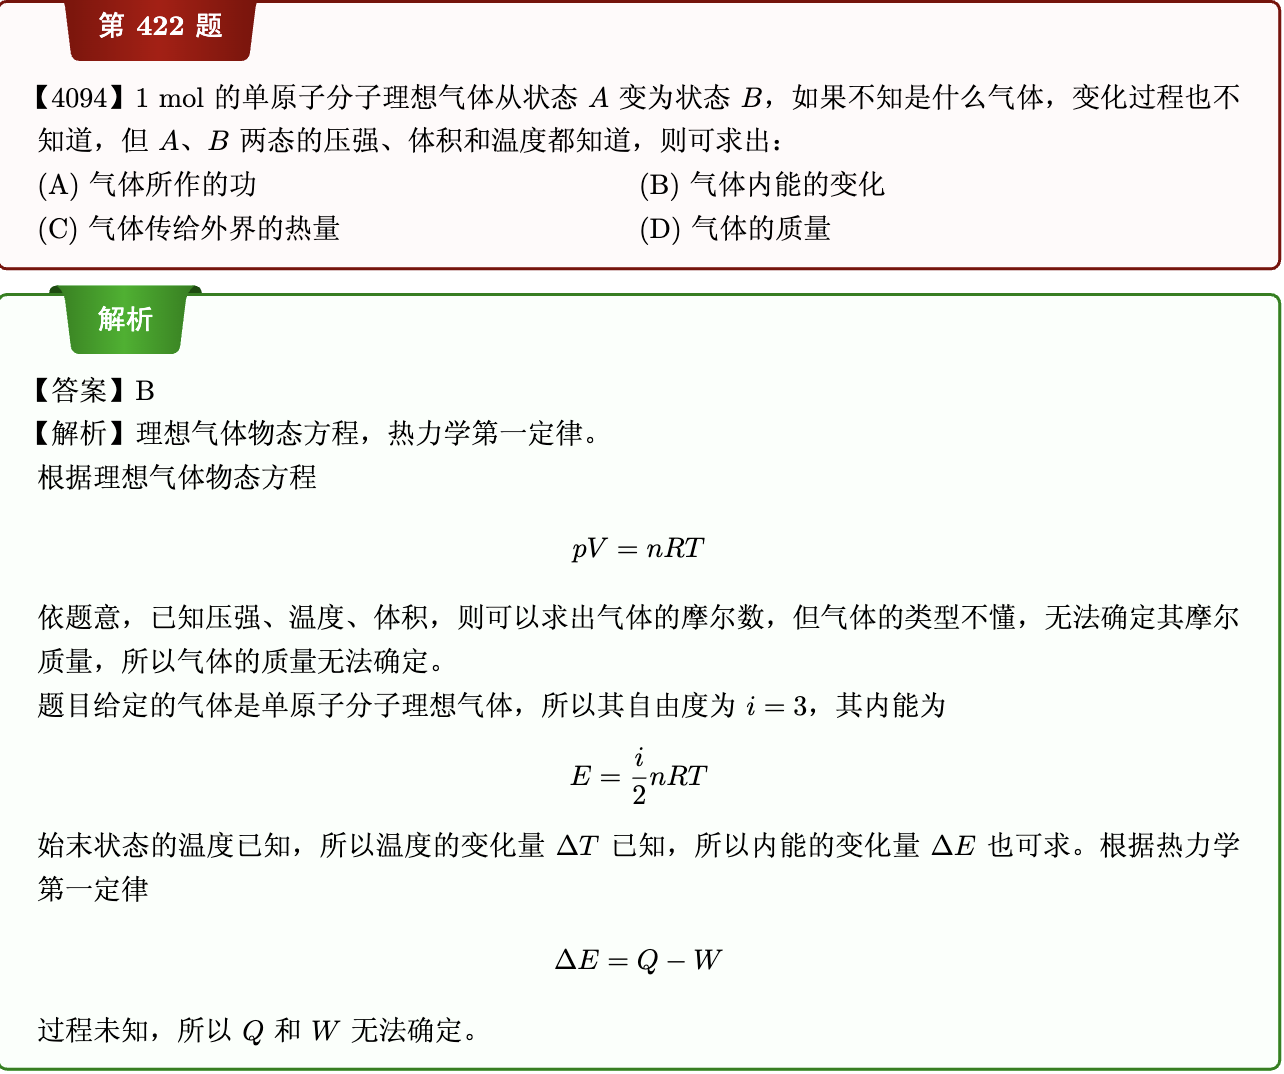 第 422 题
【4094】1 mol 的单原子分子理想气体从状态 A 变为状态 B，如果不知是什么气体，变化过程也不
知道，但 A、B 两态的压强、体积和温度都知道，则可求出：
(A) 气体所作的功 (B) 气体内能的变化
(C) 气体传给外界的热量 (D) 气体的质量
解析
【答案】B
【解析】理想气体物态方程，热力学第一定律。
根据理想气体物态方程
pV = nRT
依题意，已知压强、温度、体积，则可以求出气体的摩尔数，但气体的类型不懂，无法确定其摩尔
质量，所以气体的质量无法确定。
题目给定的气体是单原子分子理想气体，所以其自由度为 i = 3，其内能为
E = i/2 nRT
始末状态的温度已知，所以温度的变化量 ΔT 已知，所以内能的变化量 ΔE 也可求。根据热力学
第一定律
ΔE = Q − W
过程未知，所以 Q 和 W 无法确定。